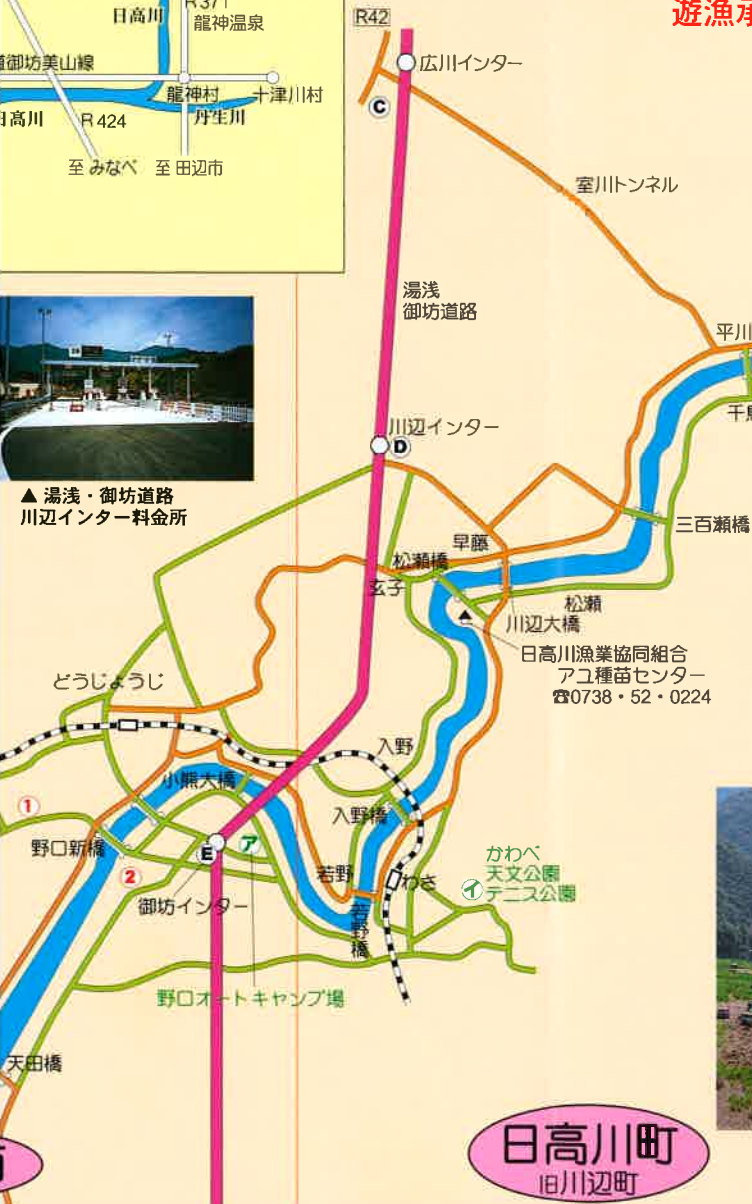 日高川
R371
龍神温泉
道御坊美山線
龍神村
十津川村
日高川
R424
丹生川
至 みなべ
至 田辺市
R42
広川インター
C
遊漁承
室川トンネル
湯浅
御坊道路
平川
川辺インター
D
▲ 湯浅・御坊道路
川辺インター料金所
三百瀬橋
早藤
松瀬橋
玄子
松瀬
川辺大橋
日高川漁業協同組合
アユ種苗センター
☎0738・52・0224
どうじょうじ
入野
小熊大橋
入野橋
1
野口新橋
E
ア
2
若野
わさ
かわべ
天文公園
イ
テニス公園
御坊インター
若野橋
野口オートキャンプ場
天田橋
日高川町
旧川辺町